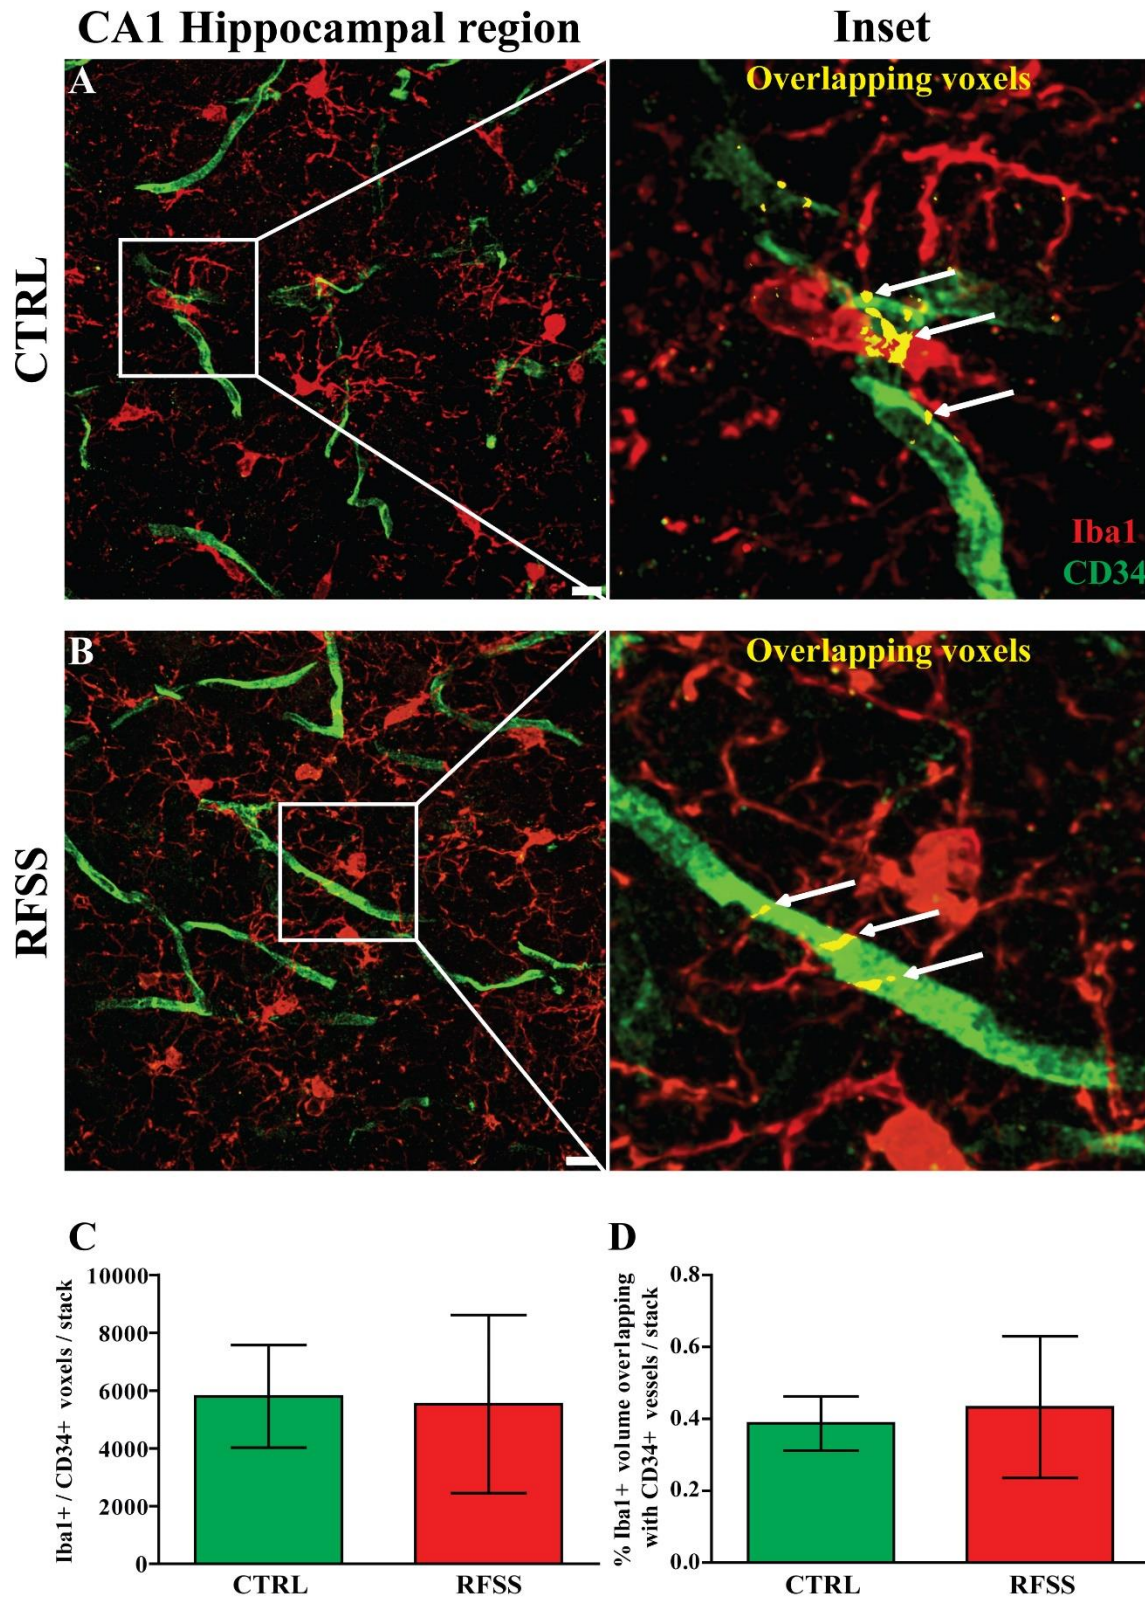 CA1 Hippocampal region
Inset
CTRL
A
Overlapping voxels
Iba1
CD34
RFSS
B
Overlapping voxels
C
Iba1+ / CD34+ voxels / stack
10000
8000
6000
4000
2000
0
CTRL
RFSS
D
% Iba1+ volume overlapping
with CD34+ vessels / stack
0.8
0.6
0.4
0.2
0.0
CTRL
RFSS